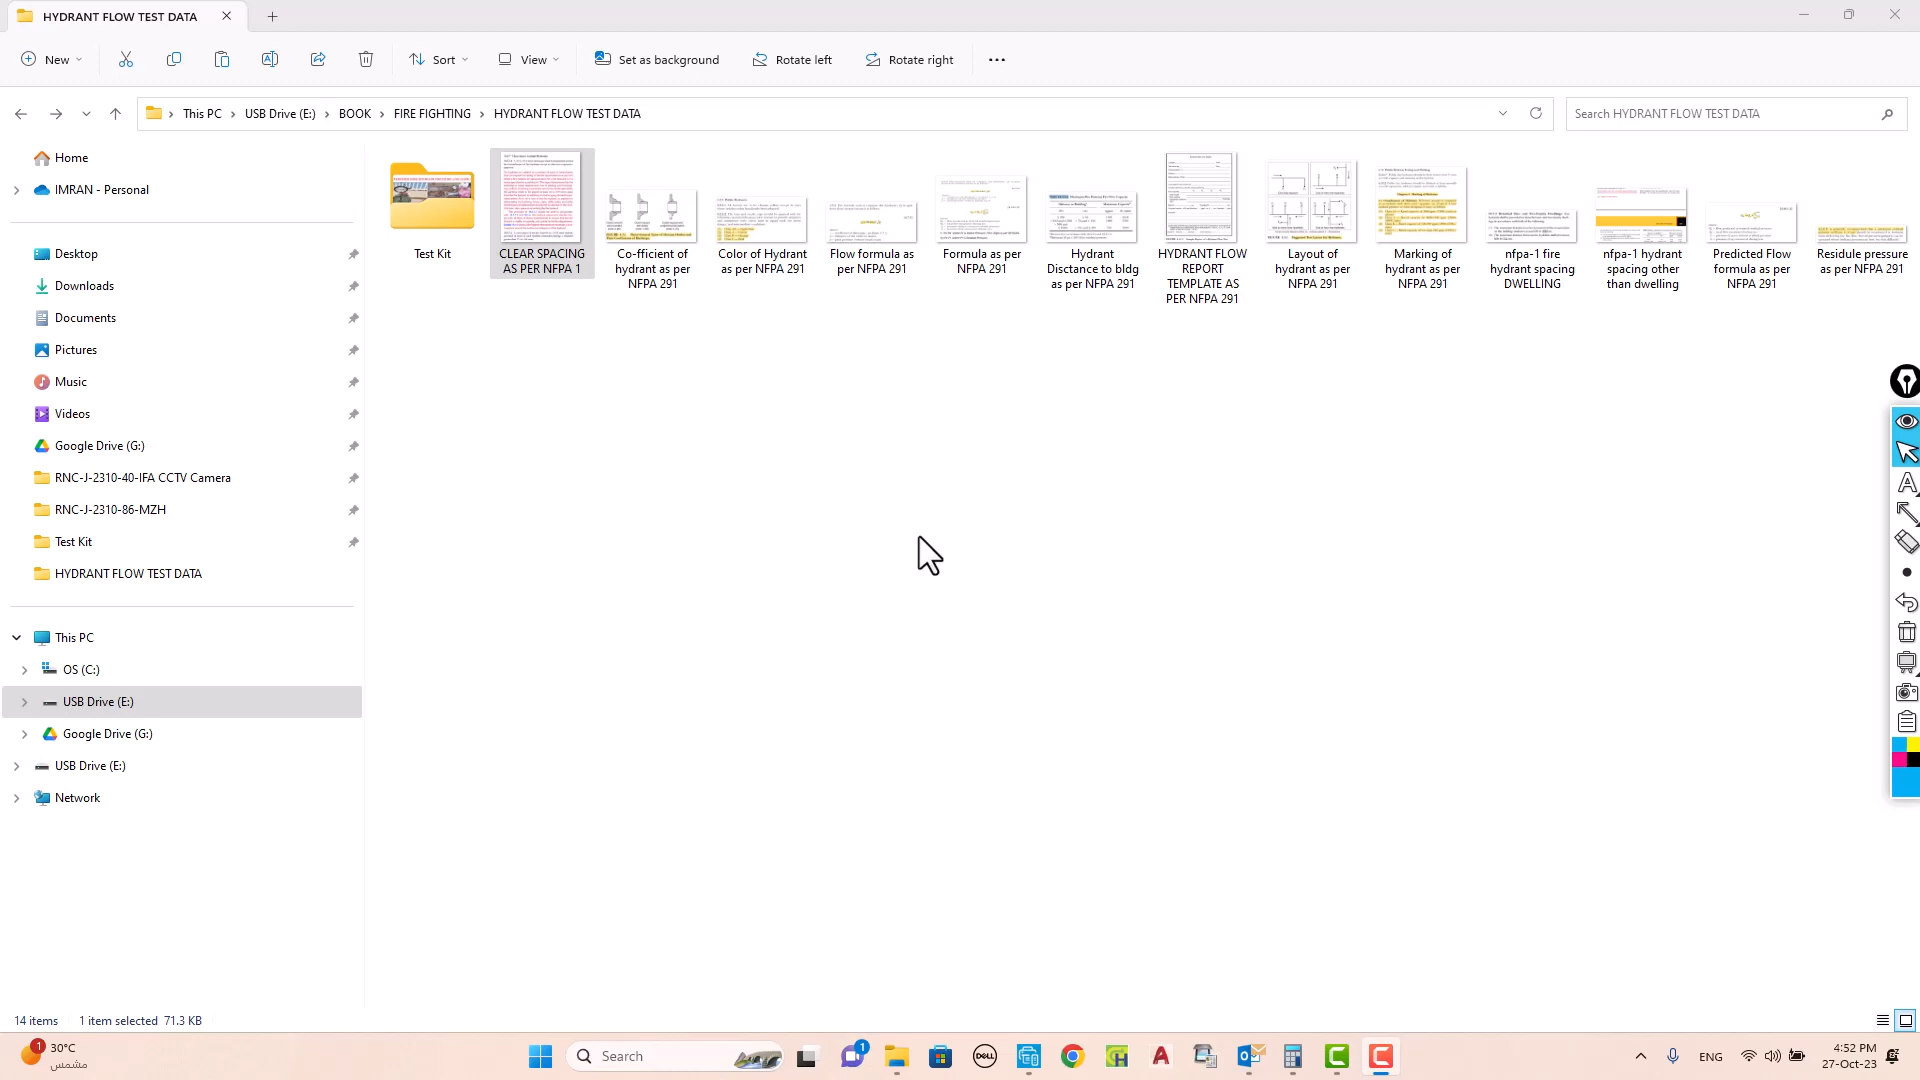 HYDRANT FLOW TEST DATA
New
Sort
View
Set as background
Rotate left
Rotate right
This PC
USB Drive (E:)
BOOK
FIRE FIGHTING
HYDRANT FLOW TEST DATA
Search HYDRANT FLOW TEST DATA
Home
IMRAN - Personal
Desktop
Downloads
Documents
Pictures
Music
Videos
Google Drive (G:)
RNC-J-2310-40-IFA CCTV Camera
RNC-J-2310-86-MZH
Test Kit
HYDRANT FLOW TEST DATA
This PC
OS (C:)
USB Drive (E:)
Google Drive (G:)
USB Drive (E:)
Network
Test Kit
CLEAR SPACING
AS PER NFPA 1
Co-fficient of
hydrant as per
NFPA 291
Color of Hydrant
as per NFPA 291
Flow formula as
per NFPA 291
Formula as per
NFPA 291
Hydrant
Disctance to bldg
as per NFPA 291
HYDRANT FLOW
REPORT
TEMPLATE AS
PER NFPA 291
Layout of
hydrant as per
NFPA 291
Marking of
hydrant as per
NFPA 291
nfpa-1 fire
hydrant spacing
DWELLING
nfpa-1 hydrant
spacing other
than dwelling
Predicted Flow
formula as per
NFPA 291
Residule pressure
as per NFPA 291
14 items
1 item selected 71.3 KB
1
30°C
مشمس
Search
1
DELL
ENG
4:52 PM
27-Oct-23